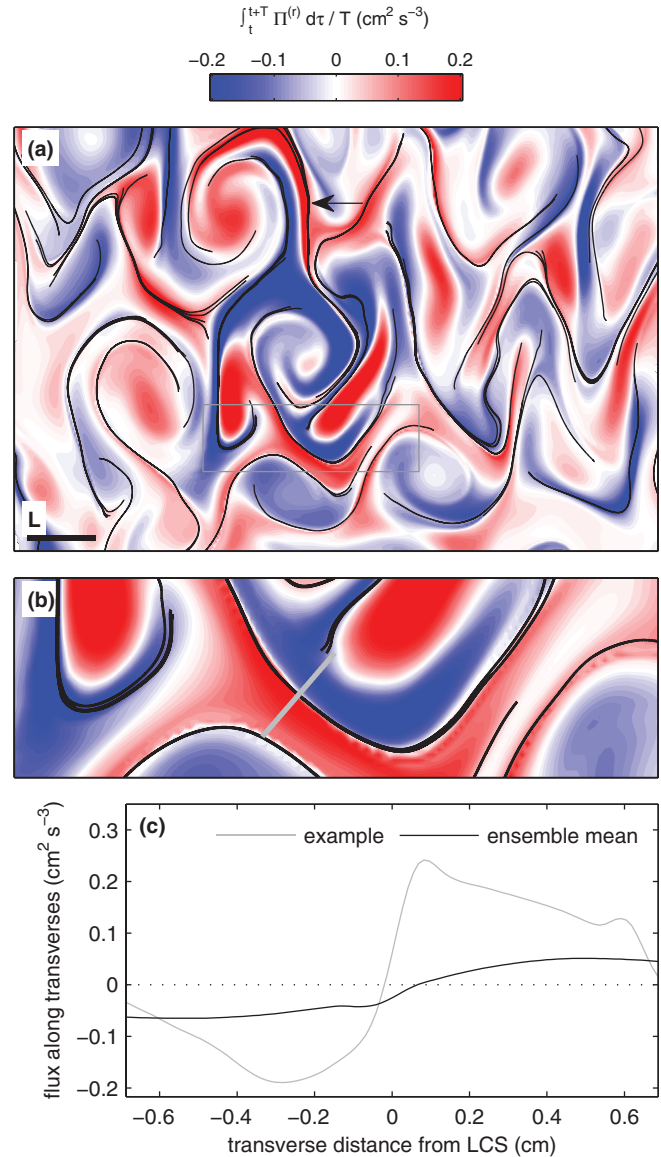 ∫ₜᵗ⁺ᵀ Π⁽ʳ⁾ dτ / T (cm² s⁻³)
−0.2 −0.1 0 0.1 0.2
(a)
L
(b)
(c)
example ensemble mean
flux along transverses (cm² s⁻³)
0.3
0.2
0.1
0
−0.1
−0.2
−0.6 −0.4 −0.2 0 0.2 0.4 0.6
transverse distance from LCS (cm)